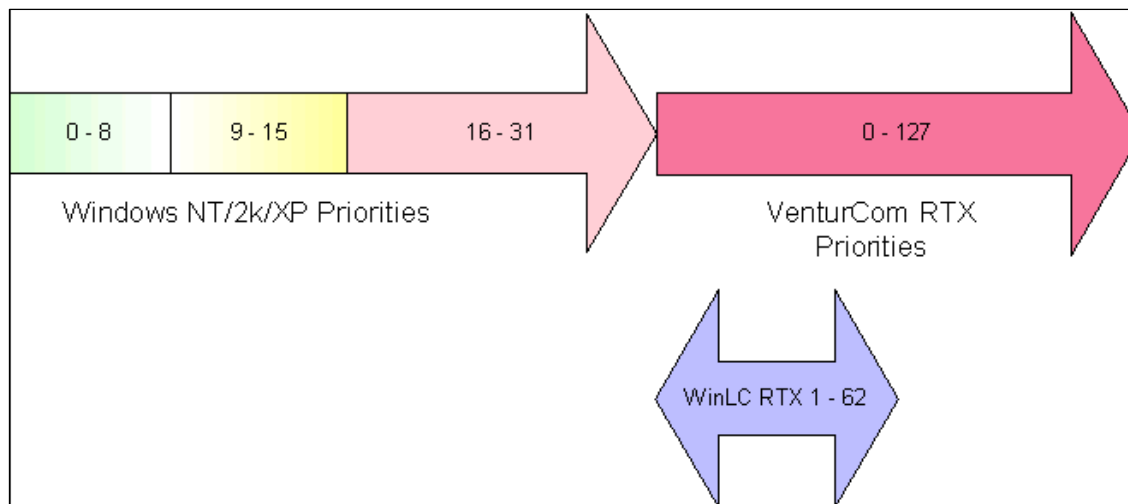 0 - 8
9 - 15
16 - 31
0 - 127
Windows NT/2k/XP Priorities
VenturCom RTX
Priorities
WinLC RTX 1 - 62